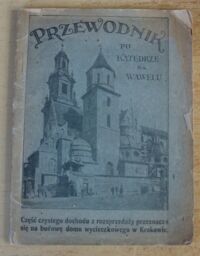 PRZEWODNIK
PO
KATEDRZE
NA
WAWELU
Część czystego dochodu z rozsprzedaży przeznacza
się na budowę domu wycieczkowego w Krakowie.